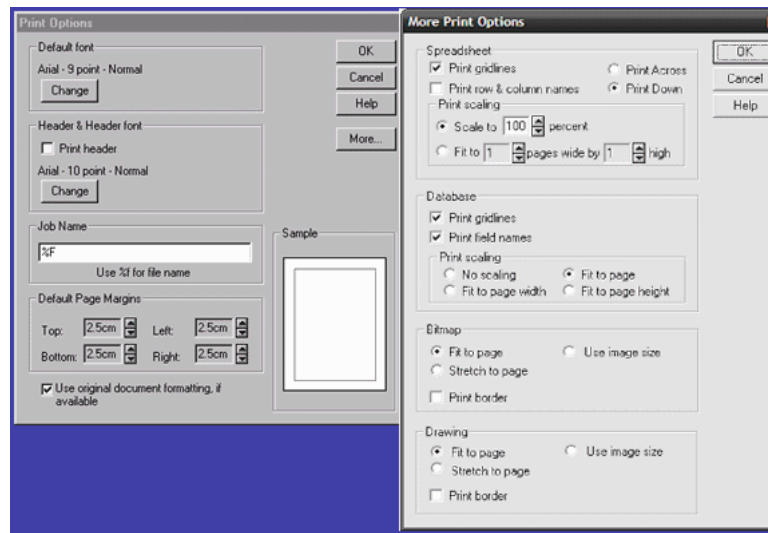 Print Options
Default font
Arial - 9 point - Normal
Change
Header & Header font
Print header
Arial - 10 point - Normal
Change
Job Name
%F
Use %f for file name
Default Page Margins
Top: 2.5cm Left: 2.5cm
Bottom: 2.5cm Right: 2.5cm
Use original document formatting, if
available
OK
Cancel
Help
More...
Sample
More Print Options
Spreadsheet
Print gridlines Print Across
Print row & column names Print Down
Print scaling
Scale to 100 percent
Fit to 1 pages wide by 1 high
Database
Print gridlines
Print field names
Print scaling
No scaling Fit to page
Fit to page width Fit to page height
Bitmap
Fit to page Use image size
Stretch to page
Print border
Drawing
Fit to page Use image size
Stretch to page
Print border
OK
Cancel
Help